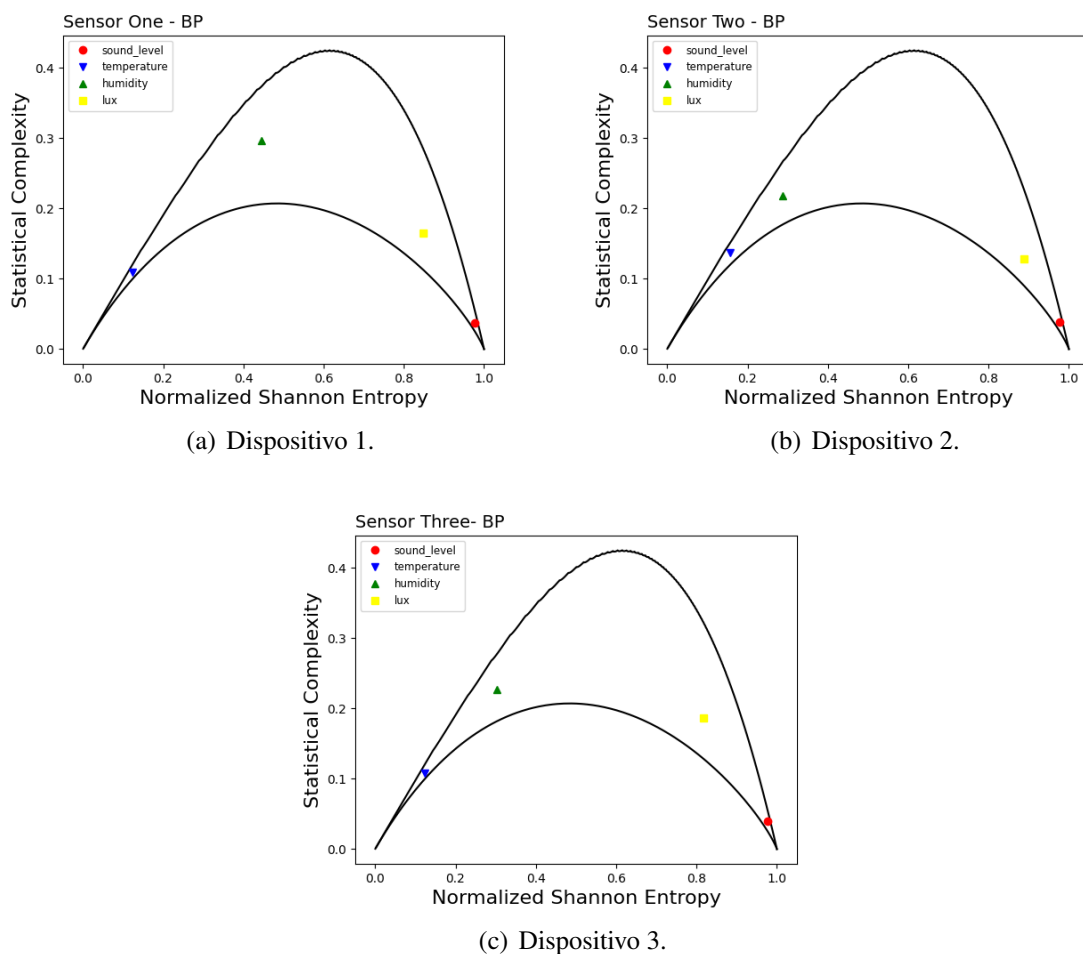 Sensor One - BP
sound_level
temperature
humidity
lux
0.4
0.3
0.2
0.1
0.0
Statistical Complexity
0.0 0.2 0.4 0.6 0.8 1.0
Normalized Shannon Entropy
(a) Dispositivo 1.
Sensor Two - BP
sound_level
temperature
humidity
lux
0.4
0.3
0.2
0.1
0.0
Statistical Complexity
0.0 0.2 0.4 0.6 0.8 1.0
Normalized Shannon Entropy
(b) Dispositivo 2.
Sensor Three- BP
sound_level
temperature
humidity
lux
0.4
0.3
0.2
0.1
0.0
Statistical Complexity
0.0 0.2 0.4 0.6 0.8 1.0
Normalized Shannon Entropy
(c) Dispositivo 3.